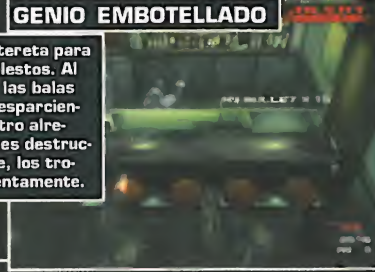 GENIO EMBOTELLADO
tereta para
lestos. Al
las balas
esparcien-
tro alre-
es destruc-
e, los tro-
entamente.
BULLET X 15